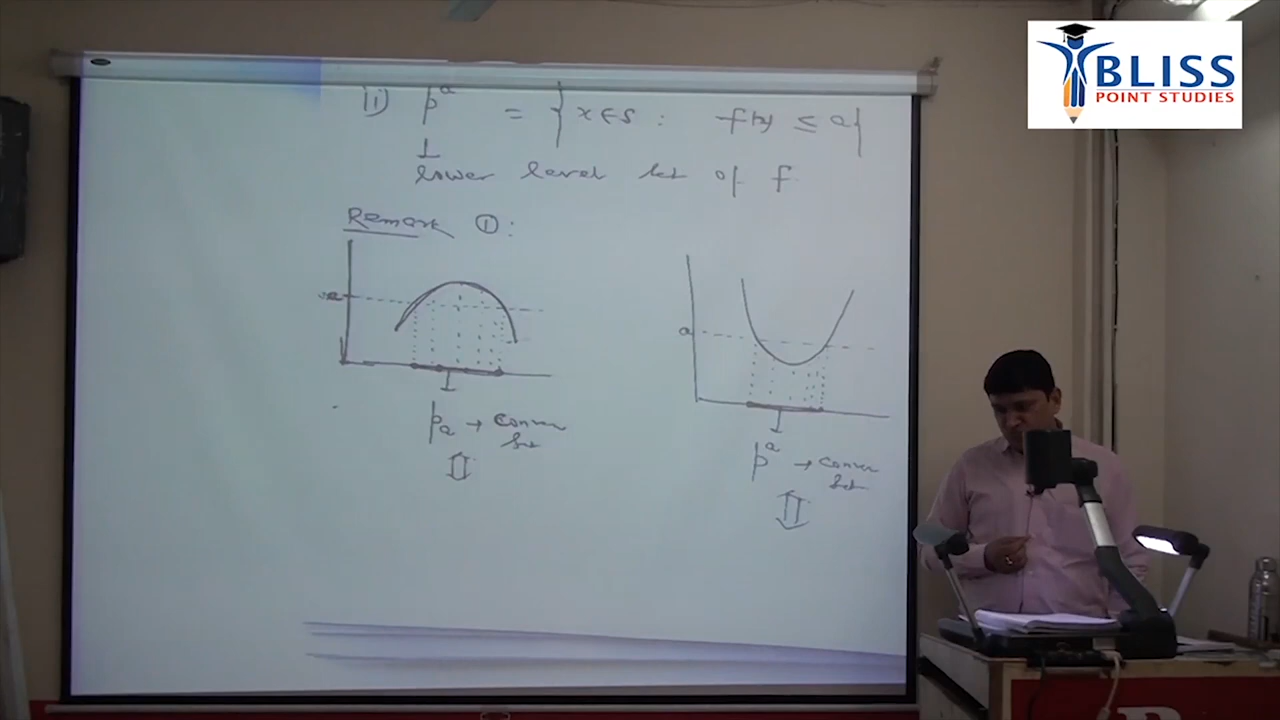 BLISS
POINT STUDIES
ii) P^a = { x ∈ S : f(x) ≤ a }
↓
lower level set of f
Remark ①:
a
a
P_a → convex
set
⇕
P^a → convex
set
⇓